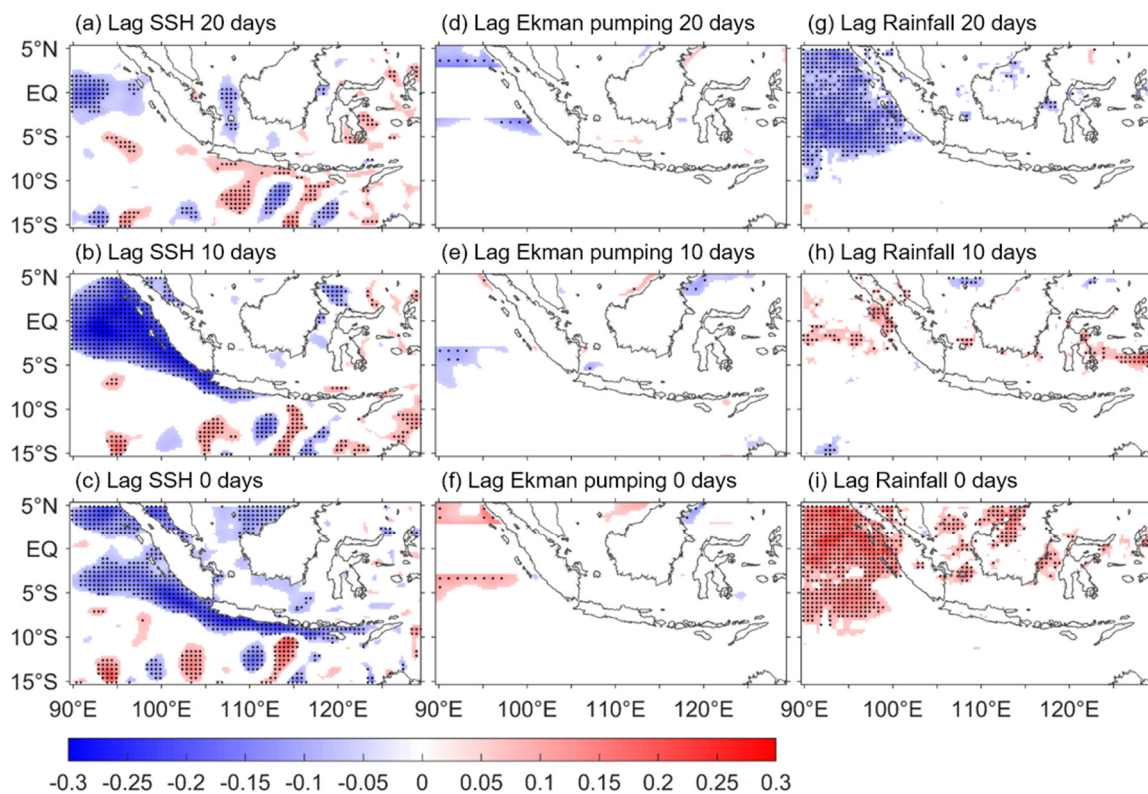 (a) Lag SSH 20 days (d) Lag Ekman pumping 20 days (g) Lag Rainfall 20 days
5°N
EQ
5°S
10°S
15°S
(b) Lag SSH 10 days (e) Lag Ekman pumping 10 days (h) Lag Rainfall 10 days
5°N
EQ
5°S
10°S
15°S
(c) Lag SSH 0 days (f) Lag Ekman pumping 0 days (i) Lag Rainfall 0 days
5°N
EQ
5°S
10°S
15°S
90°E 100°E 110°E 120°E 90°E 100°E 110°E 120°E 90°E 100°E 110°E 120°E
-0.3 -0.25 -0.2 -0.15 -0.1 -0.05 0 0.05 0.1 0.15 0.2 0.25 0.3